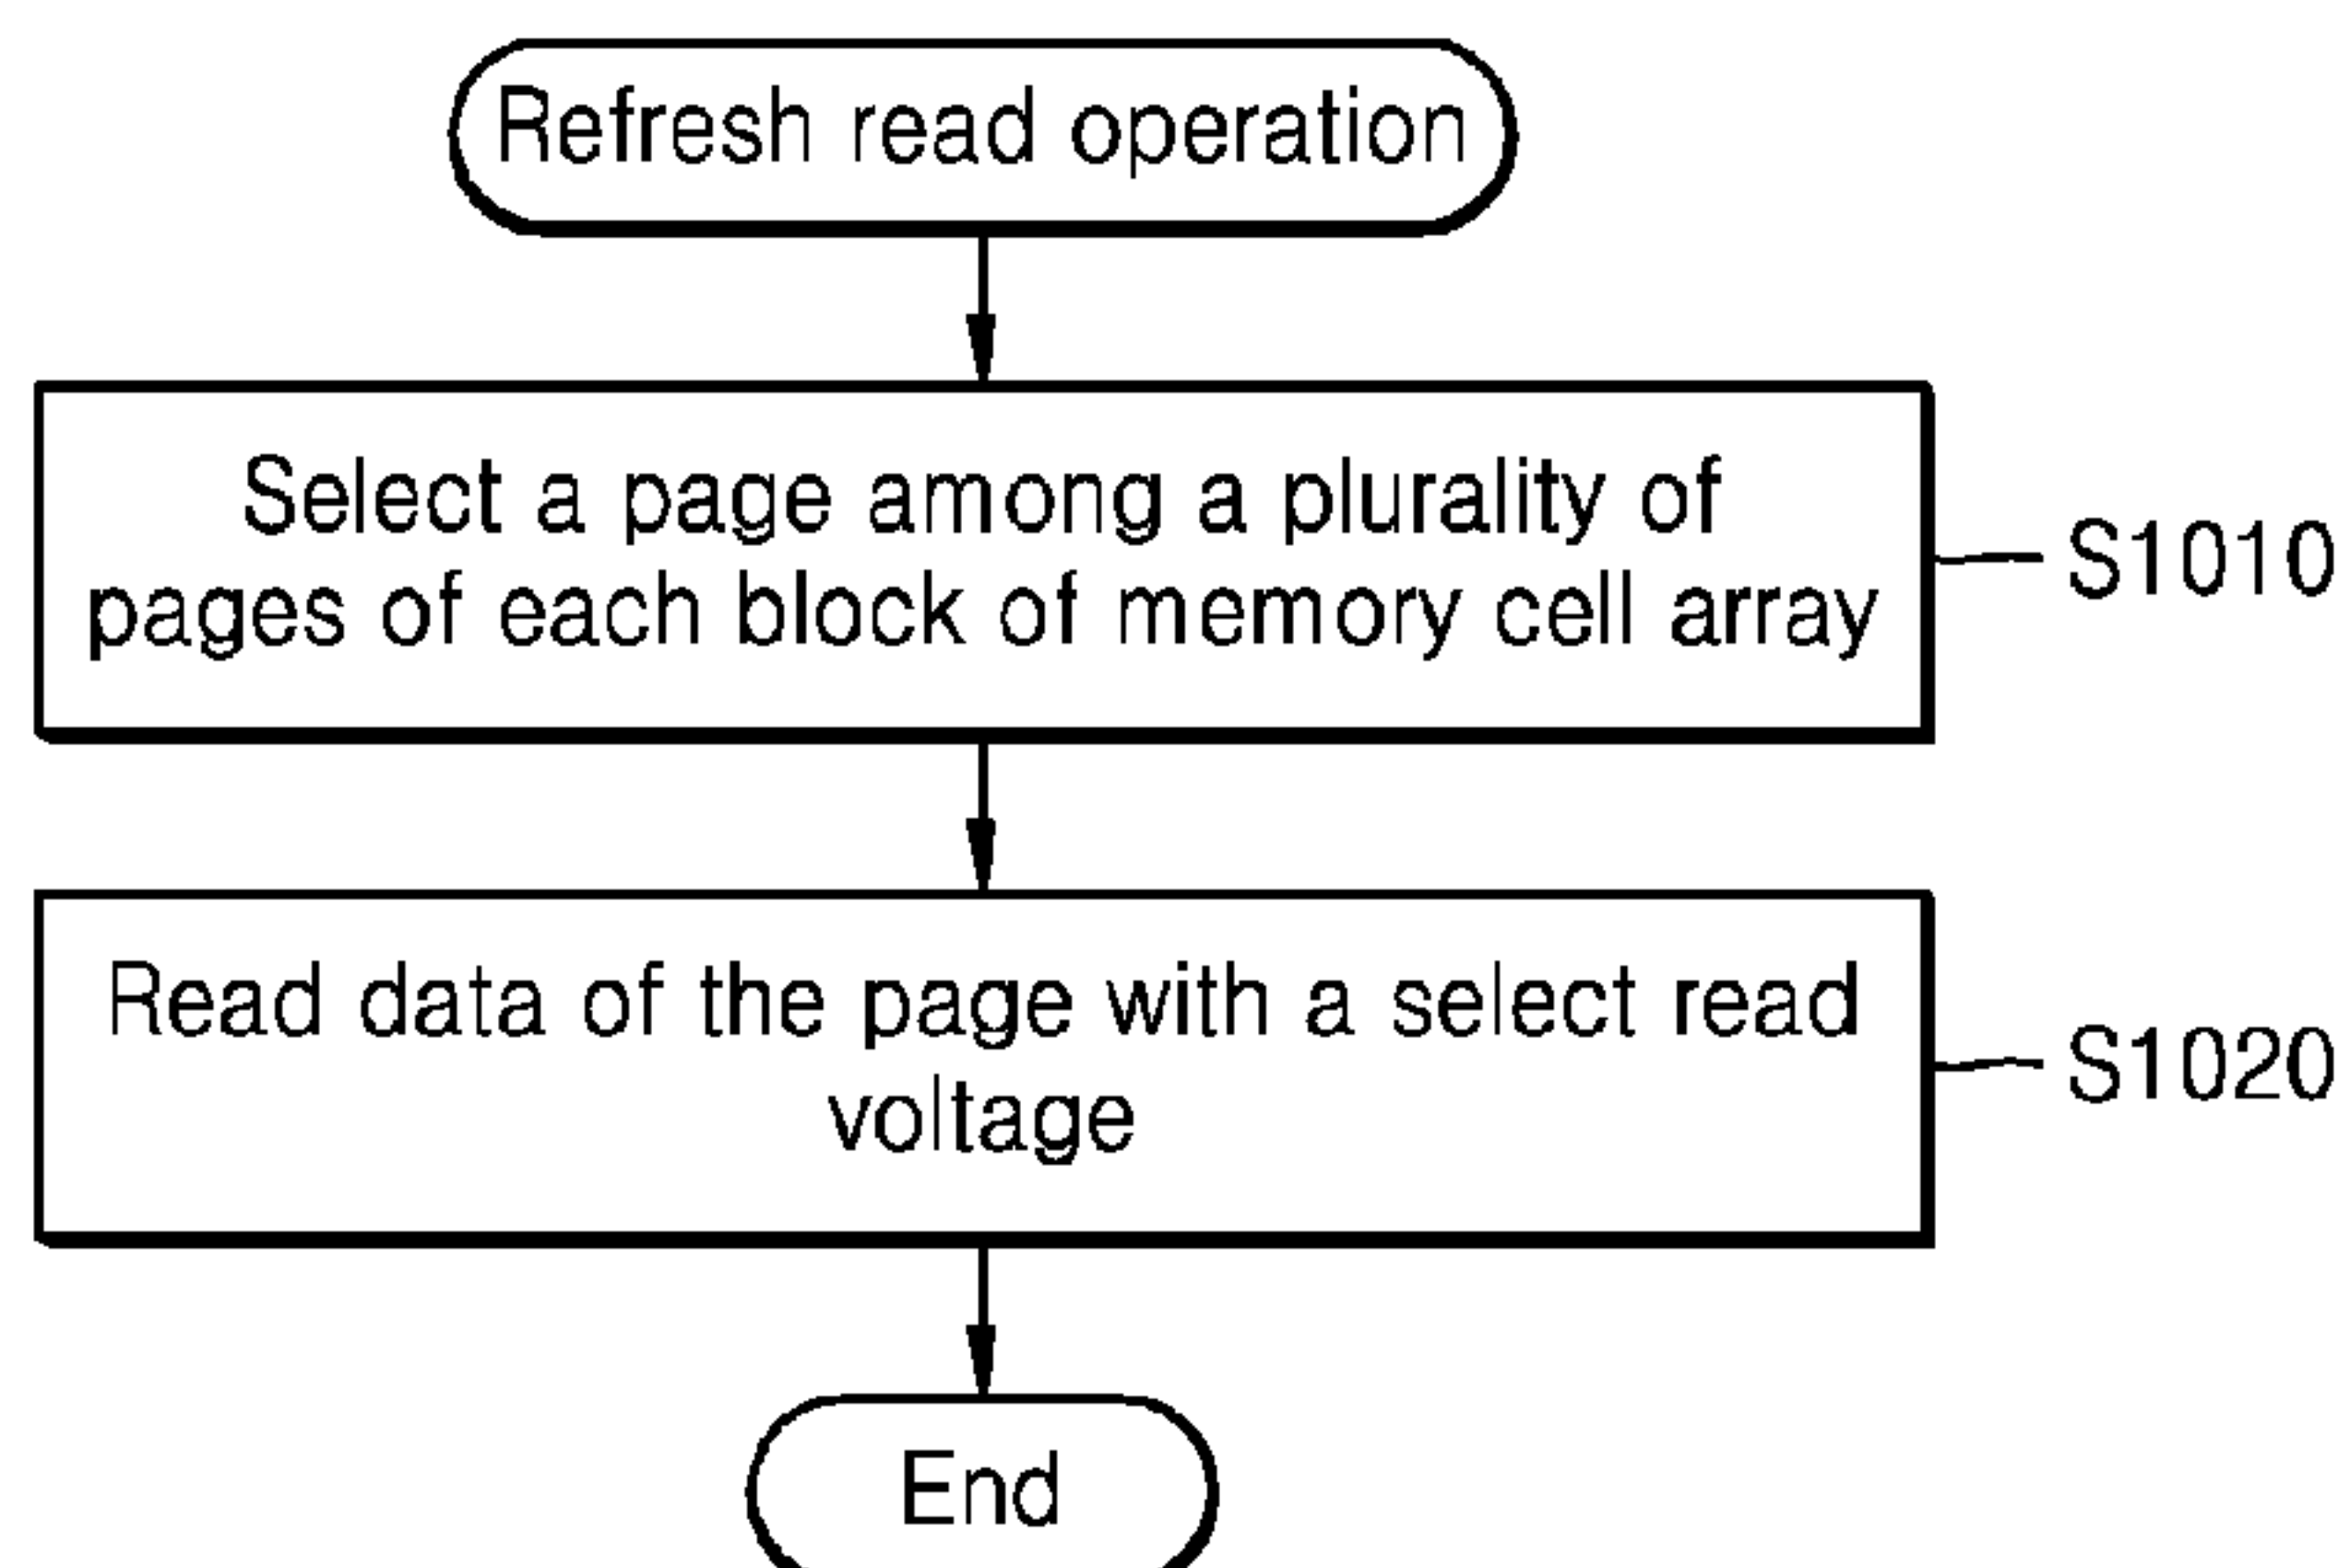 Refresh read operation
Select a page among a plurality of
pages of each block of memory cell array
S1010
Read data of the page with a select read
voltage
S1020
End